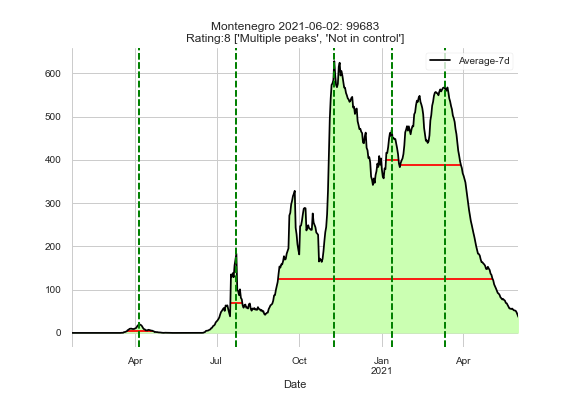 Montenegro 2021-06-02: 99683
Rating:8 ['Multiple peaks', 'Not in control']
Average-7d
600
500
400
300
200
100
0
Apr
Jul
Oct
Jan
2021
Apr
Date